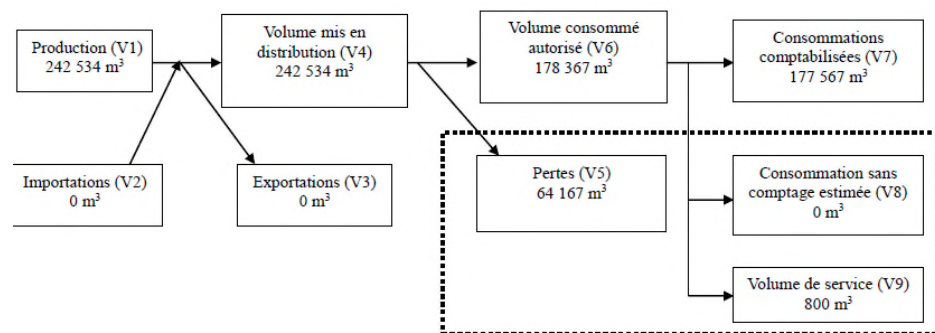 Production (V1)
242 534 m³
Volume mis en
distribution (V4)
242 534 m³
Volume consommé
autorisé (V6)
178 367 m³
Consommations
comptabilisées (V7)
177 567 m³
Importations (V2)
0 m³
Exportations (V3)
0 m³
Pertes (V5)
64 167 m³
Consommation sans
comptage estimée (V8)
0 m³
Volume de service (V9)
800 m³